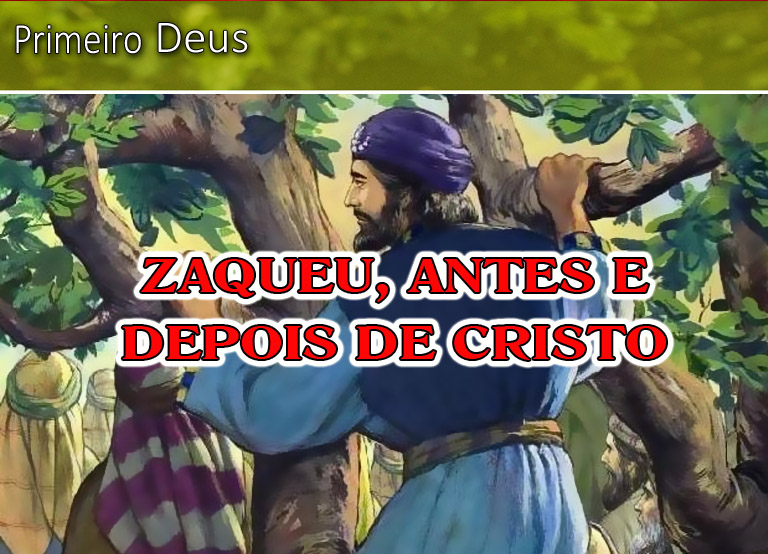 Primeiro Deus
ZAQUEU, ANTES E
DEPOIS DE CRISTO